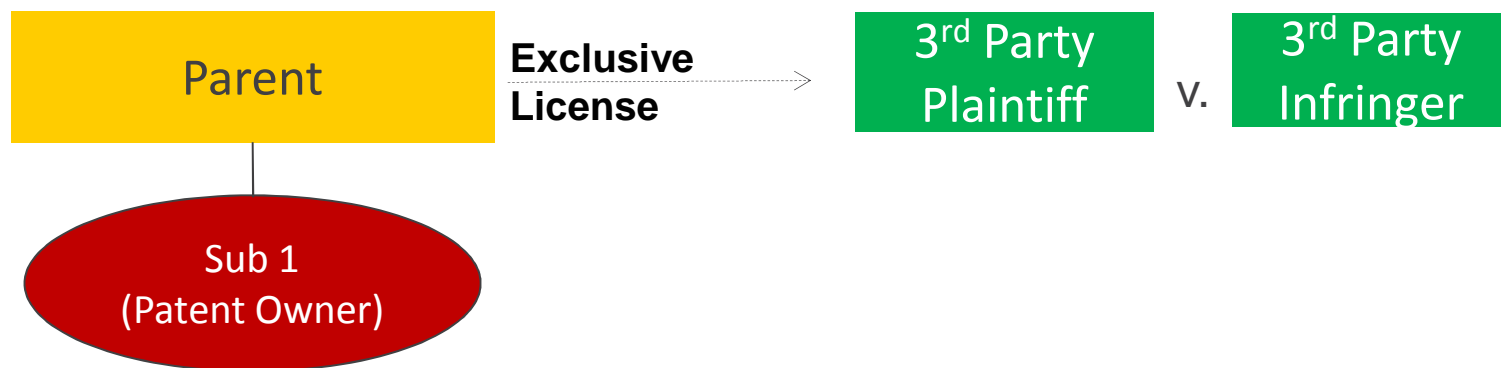 Parent
Exclusive
License
3rd Party
Plaintiff
v.
3rd Party
Infringer
Sub 1
(Patent Owner)